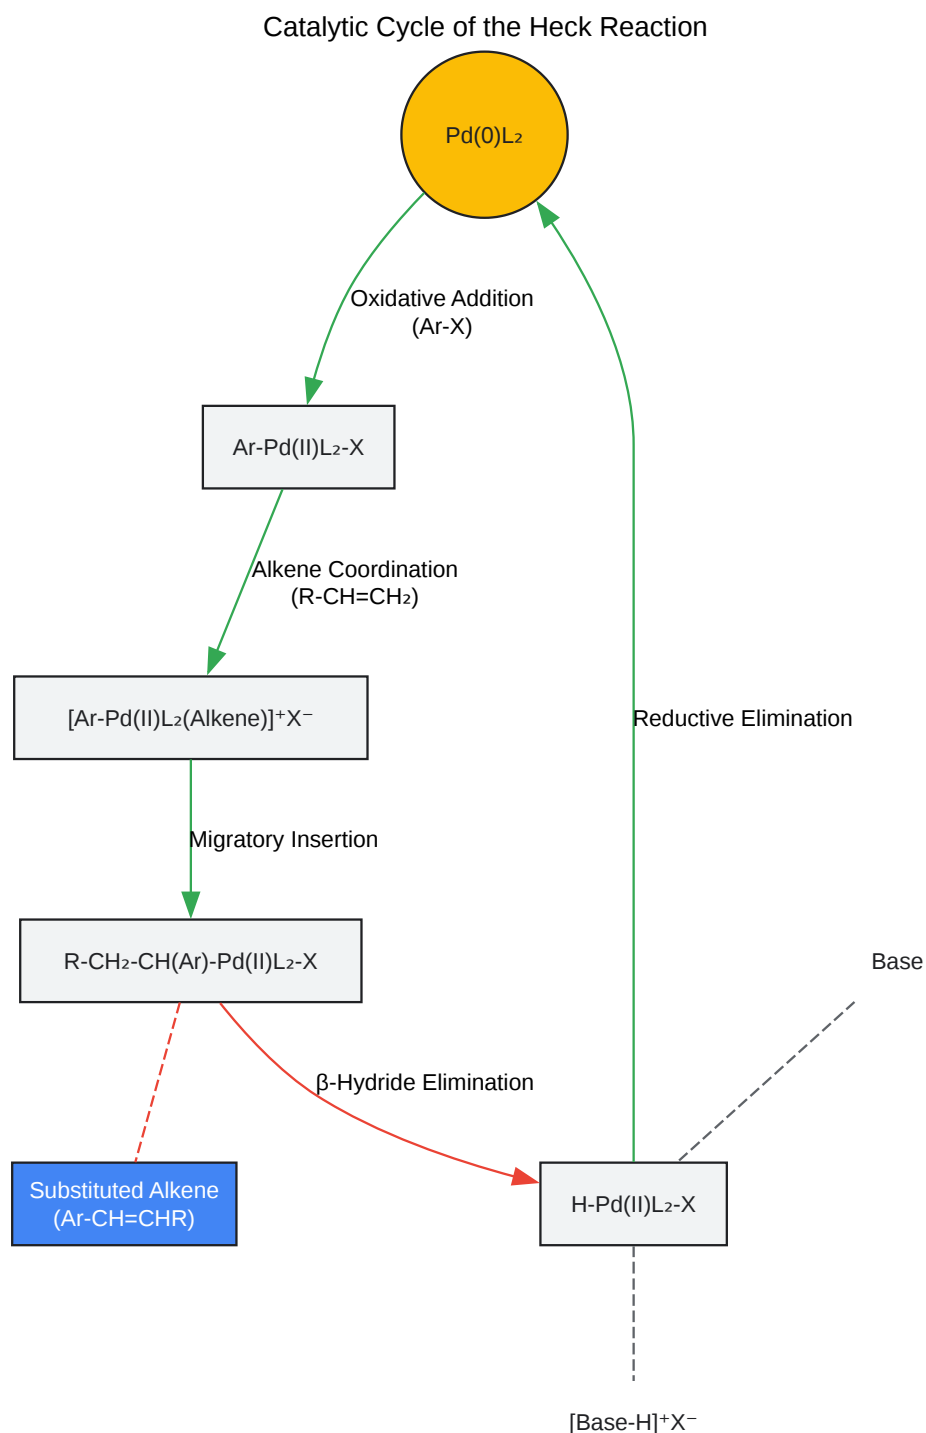 Catalytic Cycle of the Heck Reaction
Pd(0)L₂
Oxidative Addition
(Ar-X)
Ar-Pd(II)L₂-X
Alkene Coordination
(R-CH=CH₂)
[Ar-Pd(II)L₂(Alkene)]⁺X⁻
Reductive Elimination
Migratory Insertion
R-CH₂-CH(Ar)-Pd(II)L₂-X
Base
β-Hydride Elimination
Substituted Alkene
(Ar-CH=CHR)
H-Pd(II)L₂-X
[Base-H]⁺X⁻